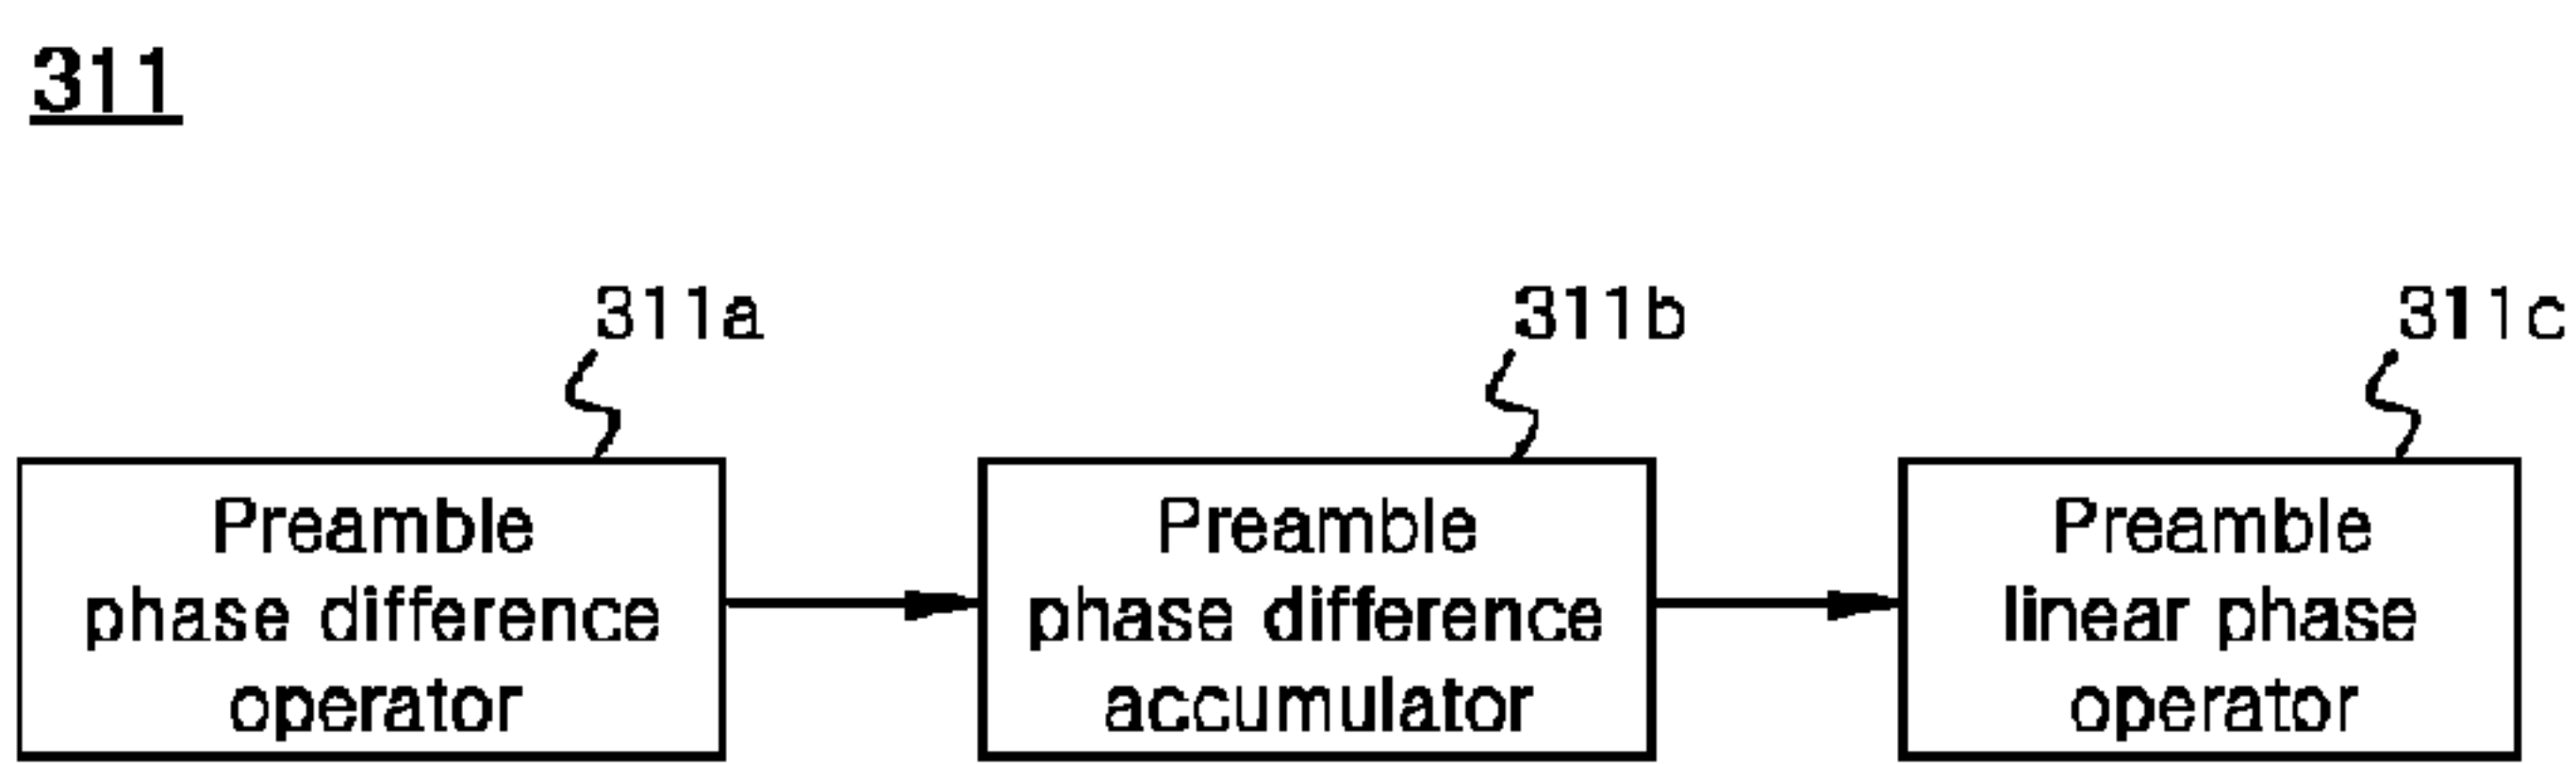 311
311a
311b
311c
Preamble
phase difference
operator
Preamble
phase difference
accumulator
Preamble
linear phase
operator